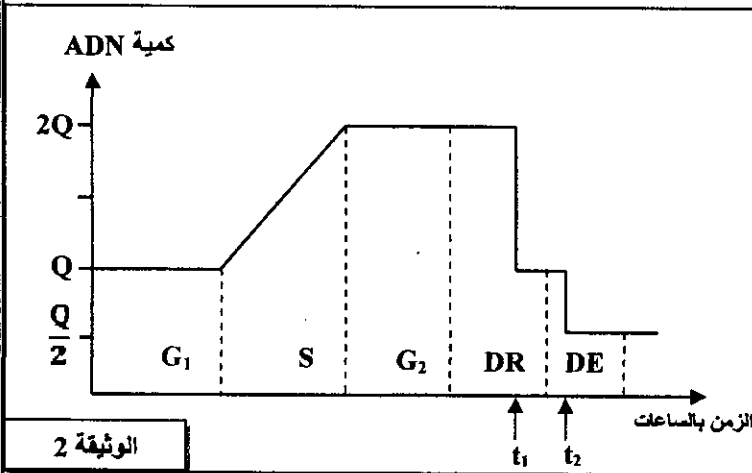 كمية ADN
2Q
Q
Q/2
G₁ S G₂ DR DE
t₁ t₂
الزمن بالساعات
الوثيقة 2